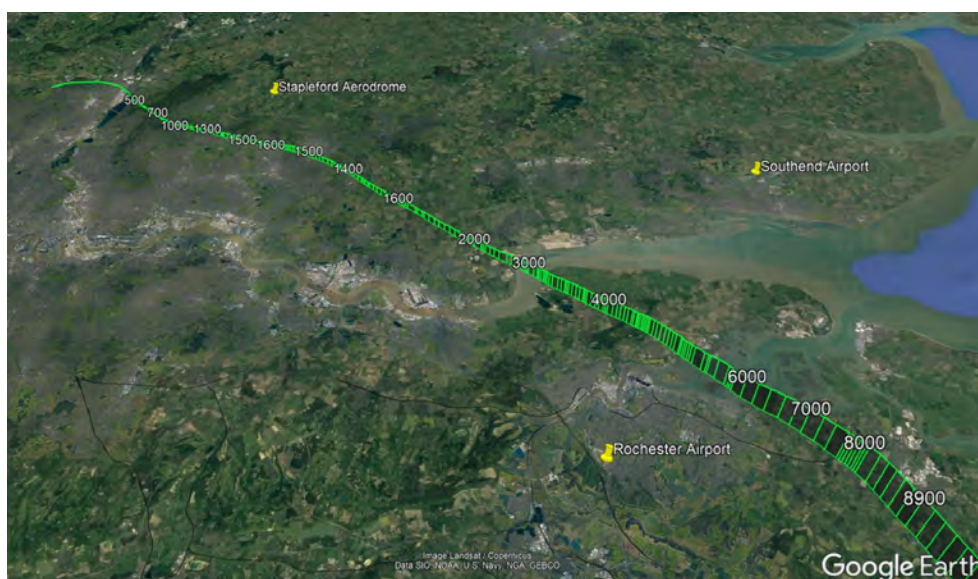 Stapleford Aerodrome
500
700
1000
1300
1500
1600
1500
1400
1600
Southend Airport
2000
3000
4000
6000
7000
8000
Rochester Airport
8900
Image Landsat / Copernicus
Data SIO, NOAA, U.S. Navy, NGA, GEBCO
Google Earth